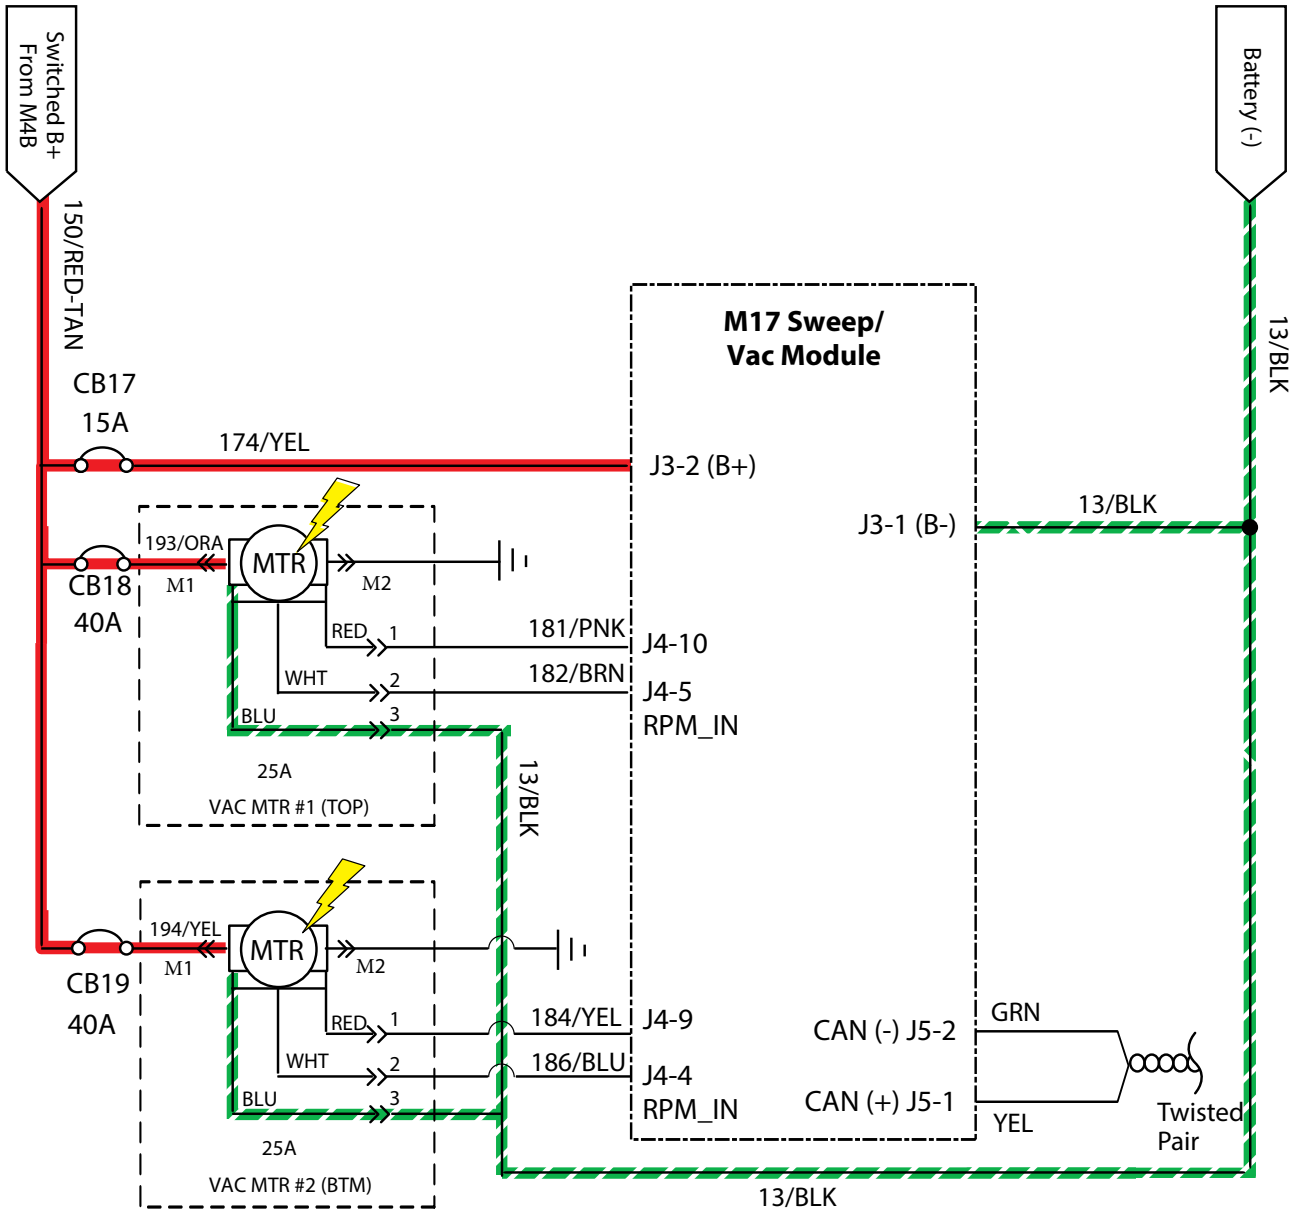 Switched B+
From M4B
Battery (-)
150/RED-TAN
13/BLK
M17 Sweep/
Vac Module
CB17
15A
174/YEL
J3-2 (B+)
J3-1 (B-)
13/BLK
193/ORA
MTR
M1
M2
CB18
40A
RED
1
181/PNK
J4-10
WHT
2
182/BRN
J4-5
RPM_IN
BLU
3
25A
VAC MTR #1 (TOP)
13/BLK
194/YEL
MTR
M1
M2
CB19
40A
RED
1
184/YEL
J4-9
WHT
2
186/BLU
J4-4
RPM_IN
BLU
3
25A
VAC MTR #2 (BTM)
CAN (-) J5-2
GRN
CAN (+) J5-1
YEL
Twisted
Pair
13/BLK